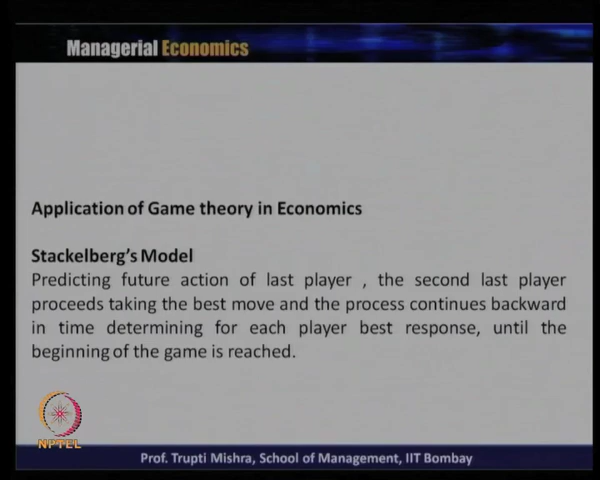 Managerial Economics
Application of Game theory in Economics
Stackelberg's Model
Predicting future action of last player , the second last player
proceeds taking the best move and the process continues backward
in time determining for each player best response, until the
beginning of the game is reached.
NPTEL
Prof. Trupti Mishra, School of Management, IIT Bombay